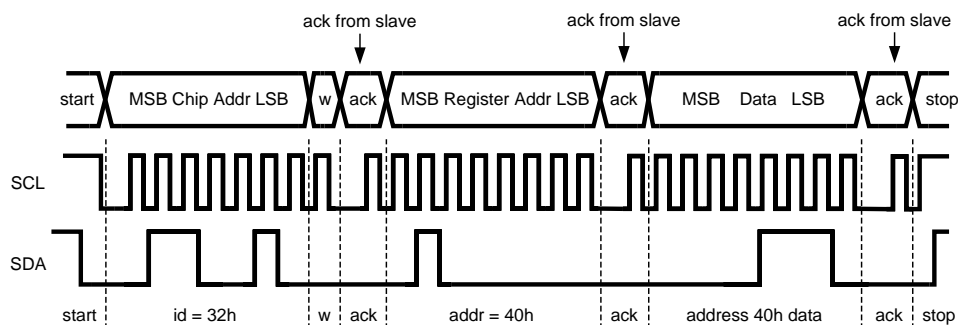 ack from slave ack from slave ack from slave
start MSB Chip Addr LSB w ack MSB Register Addr LSB ack MSB Data LSB ack stop
SCL
SDA
start id = 32h w ack addr = 40h ack address 40h data ack stop